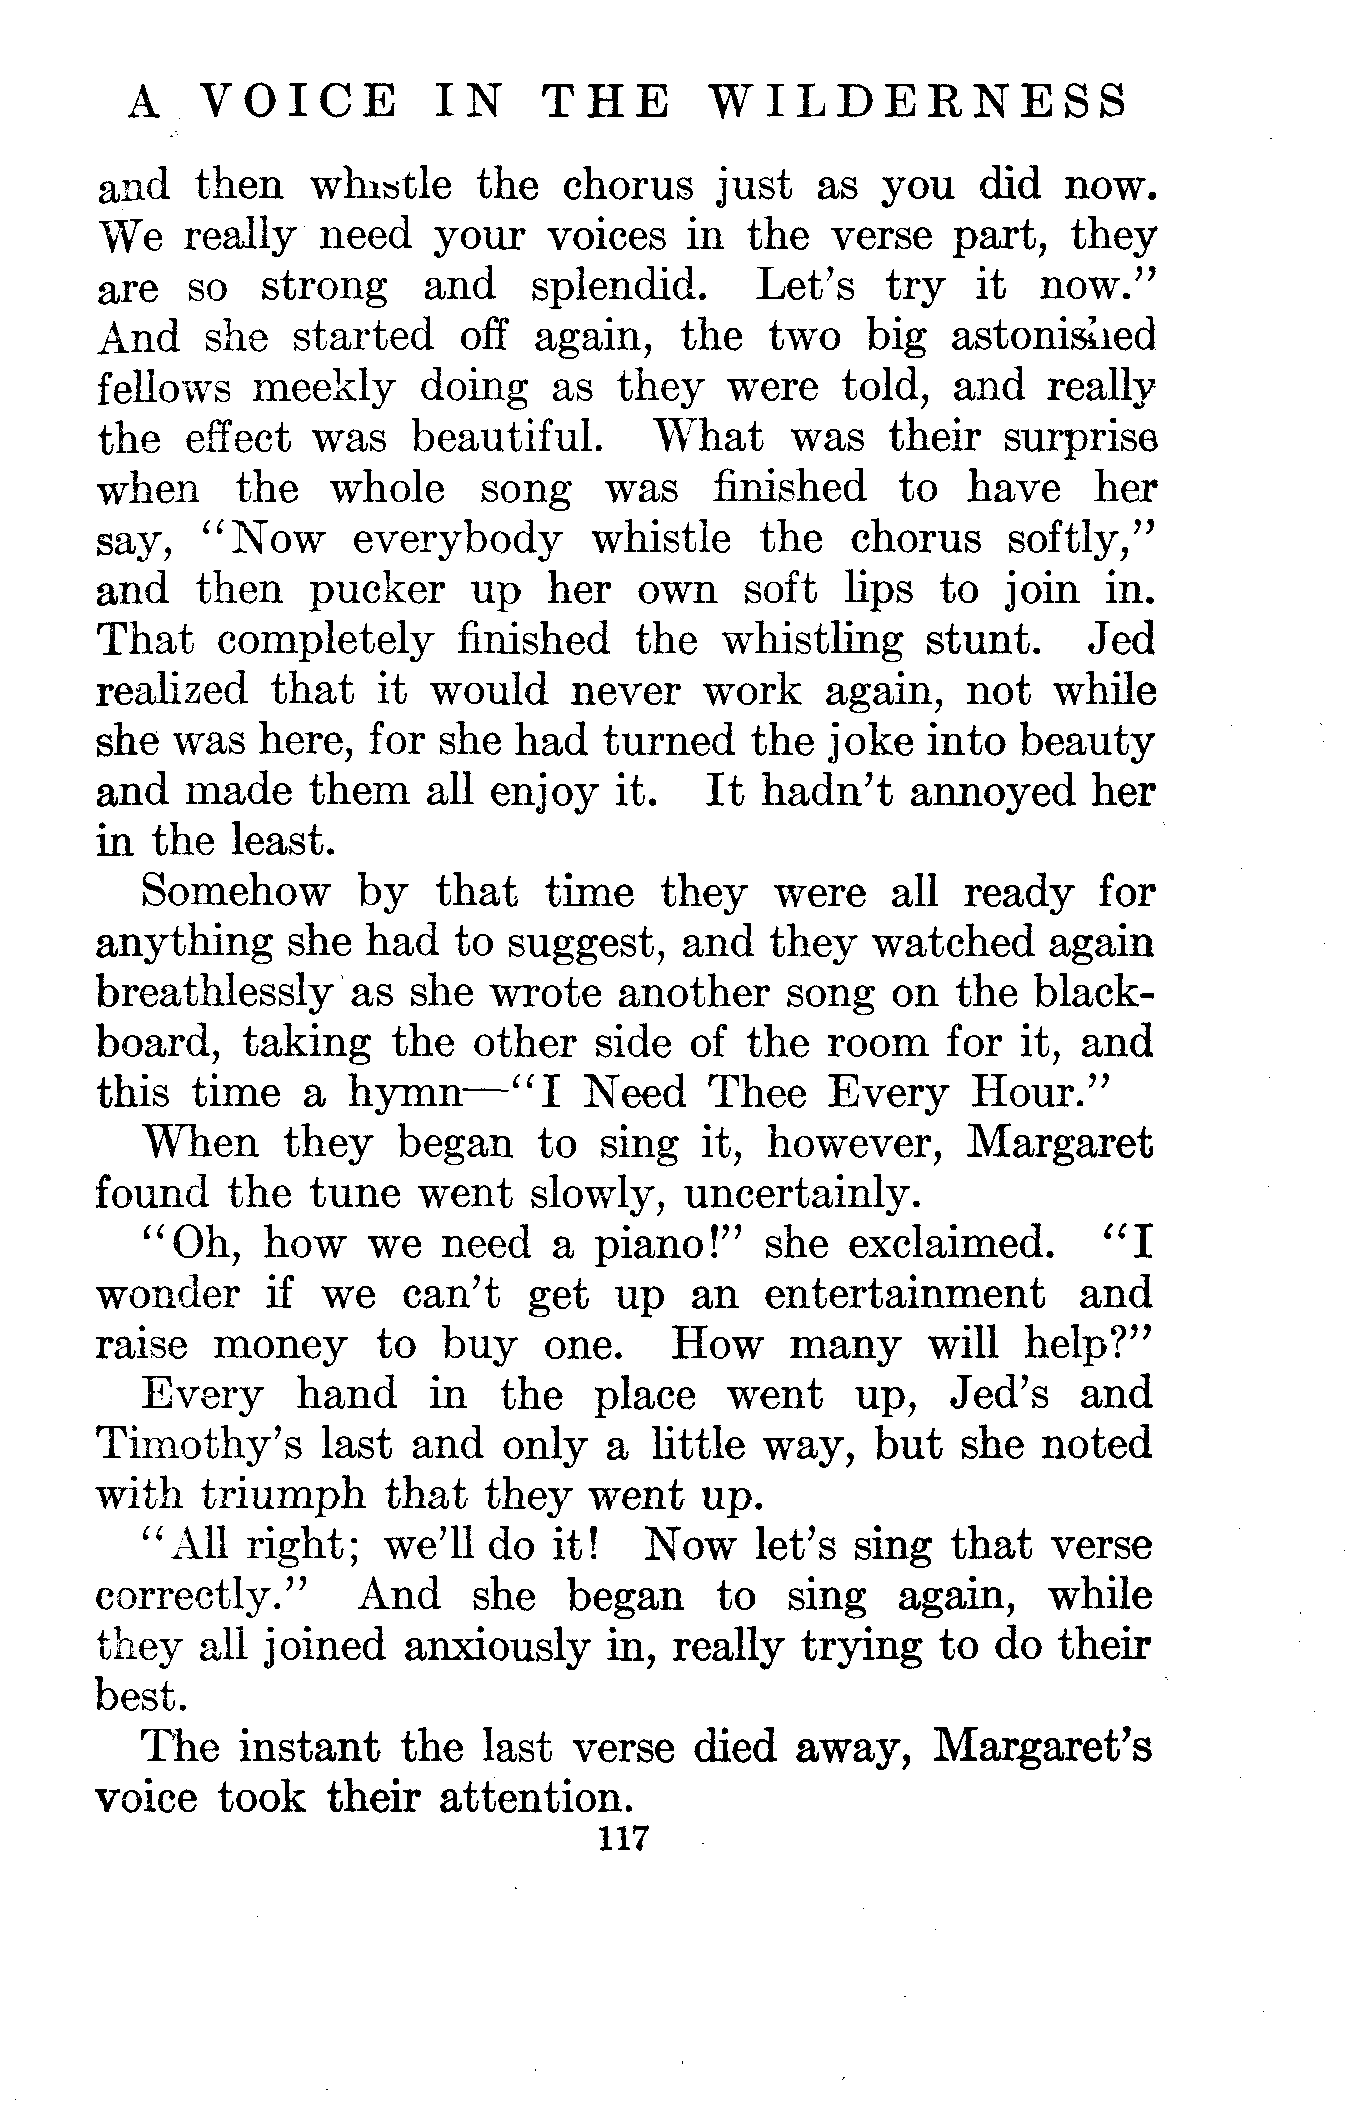 A VOICE IN THE WILDERNESS
and then whistle the chorus just as you did now.
We really need your voices in the verse part, they
are so strong and splendid. Let's try it now."
And she started off again, the two big astonished
fellows meekly doing as they were told, and really
the effect was beautiful. What was their surprise
when the whole song was finished to have her
say, "Now everybody whistle the chorus softly,"
and then pucker up her own soft lips to join in.
That completely finished the whistling stunt. Jed
realized that it would never work again, not while
she was here, for she had turned the joke into beauty
and made them all enjoy it. It hadn't annoyed her
in the least.
Somehow by that time they were all ready for
anything she had to suggest, and they watched again
breathlessly as she wrote another song on the black-
board, taking the other side of the room for it, and
this time a hymn—"I Need Thee Every Hour."
When they began to sing it, however, Margaret
found the tune went slowly, uncertainly.
"Oh, how we need a piano!" she exclaimed. "I
wonder if we can't get up an entertainment and
raise money to buy one. How many will help?"
Every hand in the place went up, Jed's and
Timothy's last and only a little way, but she noted
with triumph that they went up.
"All right; we'll do it! Now let's sing that verse
correctly." And she began to sing again, while
they all joined anxiously in, really trying to do their
best.
The instant the last verse died away, Margaret's
voice took their attention.
117